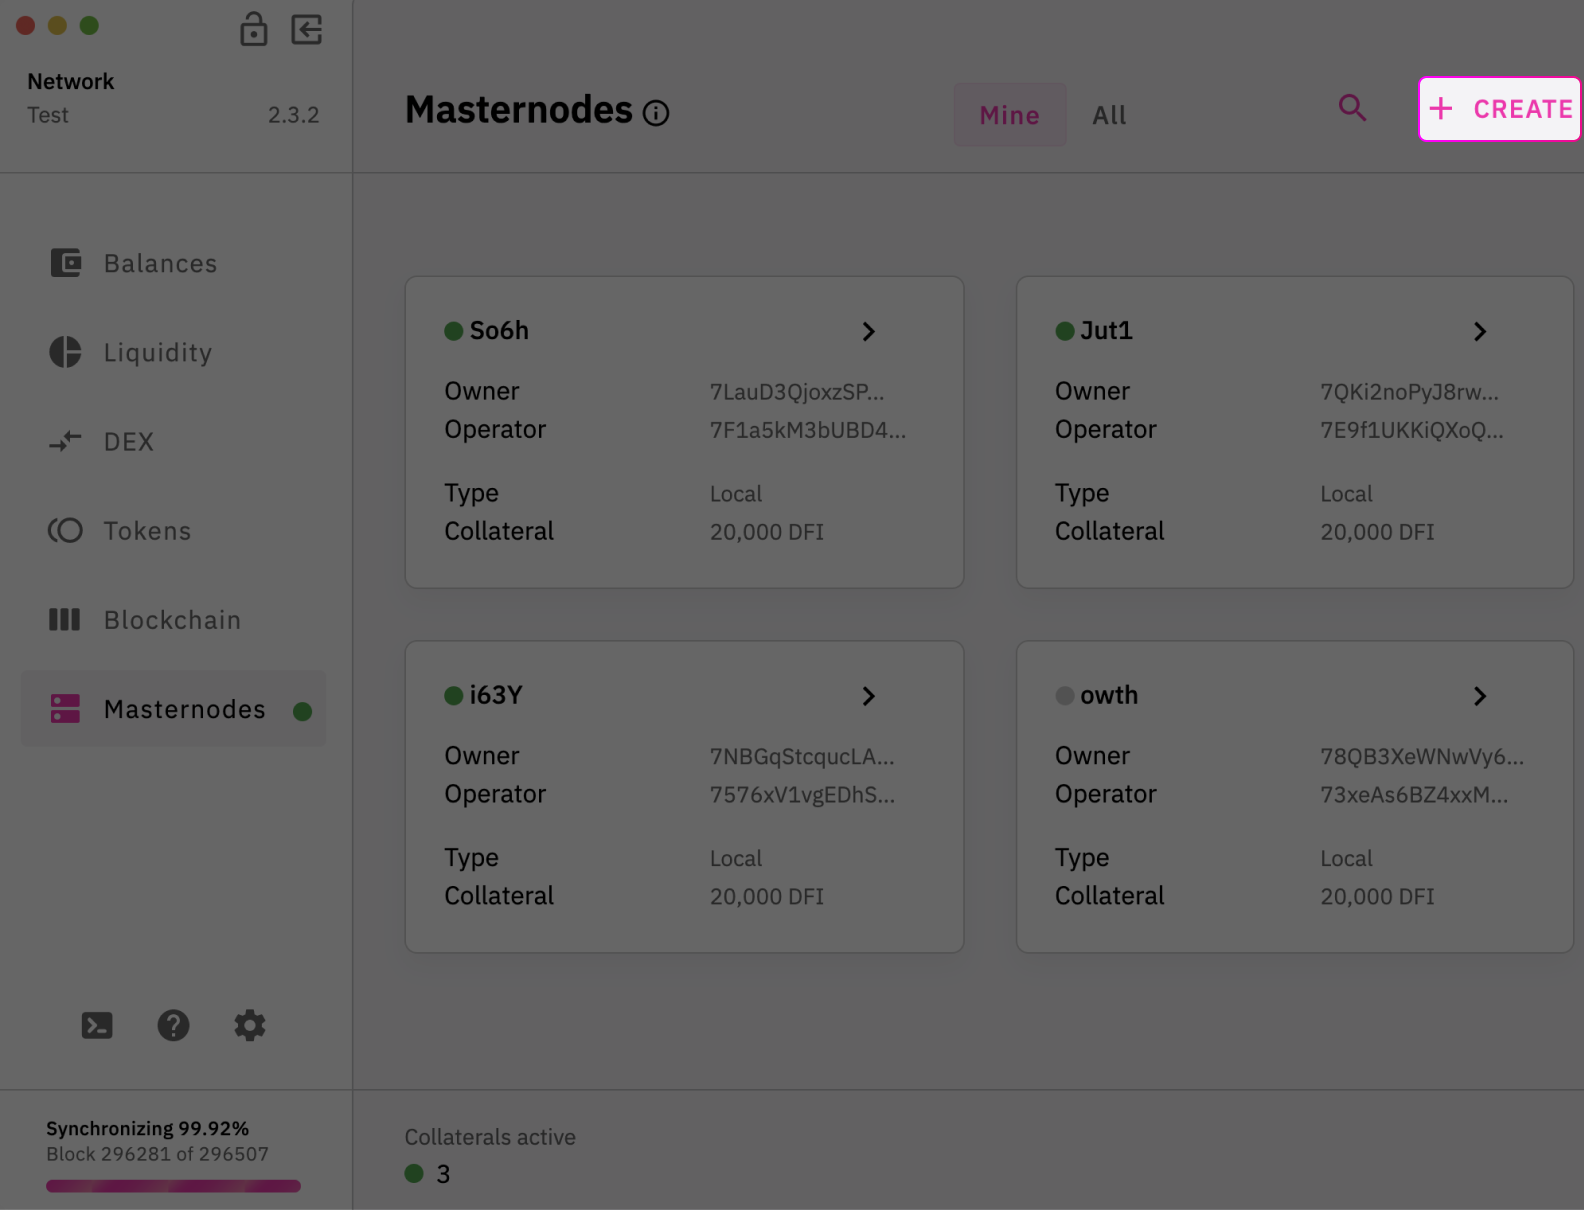 Network
Test 2.3.2
Balances
Liquidity
DEX
Tokens
Blockchain
Masternodes
Synchronizing 99.92%
Block 296281 of 296507
Masternodes
Mine All
+ CREATE
So6h
Owner 7LauD3QjoxzSP...
Operator 7F1a5kM3bUBD4...
Type Local
Collateral 20,000 DFI
Jut1
Owner 7QKi2noPyJ8rw...
Operator 7E9f1UKKiQXoQ...
Type Local
Collateral 20,000 DFI
i63Y
Owner 7NBGqStcqucLA...
Operator 7576xV1vgEDhS...
Type Local
Collateral 20,000 DFI
owth
Owner 78QB3XeWNwVy6...
Operator 73xeAs6BZ4xxM...
Type Local
Collateral 20,000 DFI
Collaterals active
3